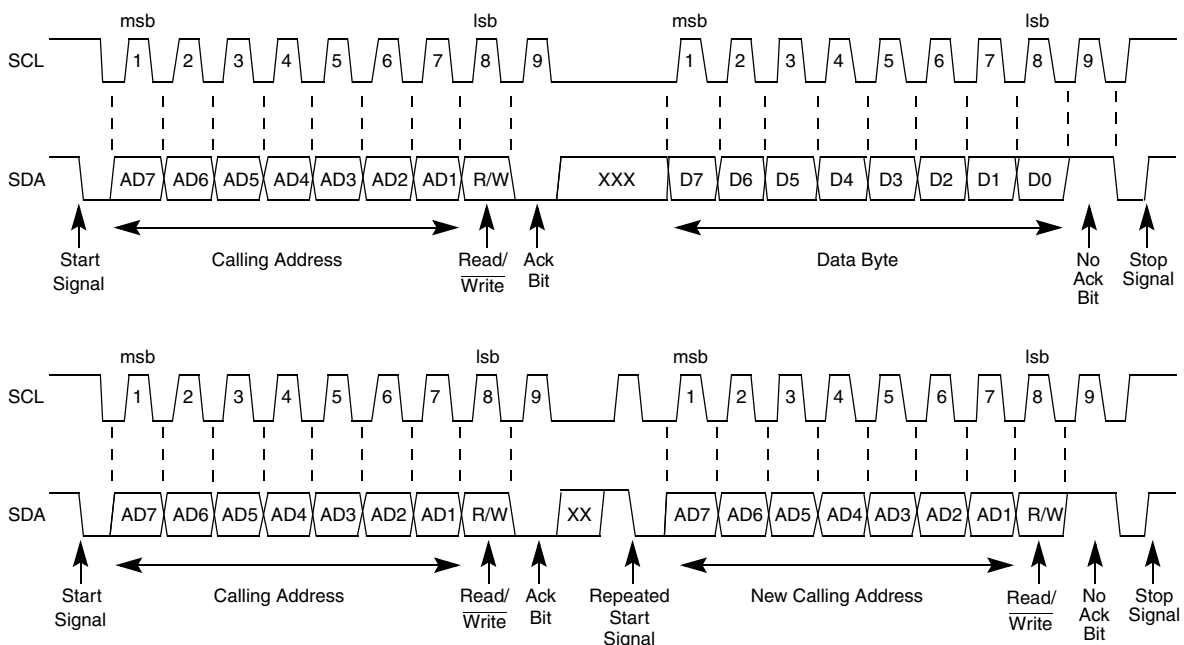 msb lsb msb lsb
SCL 1 2 3 4 5 6 7 8 9 1 2 3 4 5 6 7 8 9
SDA AD7 AD6 AD5 AD4 AD3 AD2 AD1 R/W XXX D7 D6 D5 D4 D3 D2 D1 D0
Start Calling Address Read/ Ack Data Byte No Stop
Signal Write Bit Ack Signal
Bit
msb lsb msb lsb
SCL 1 2 3 4 5 6 7 8 9 1 2 3 4 5 6 7 8 9
SDA AD7 AD6 AD5 AD4 AD3 AD2 AD1 R/W XX AD7 AD6 AD5 AD4 AD3 AD2 AD1 R/W
Start Calling Address Read/ Ack Repeated New Calling Address Read/ No Stop
Signal Write Bit Start Write Ack Signal
Signal Bit